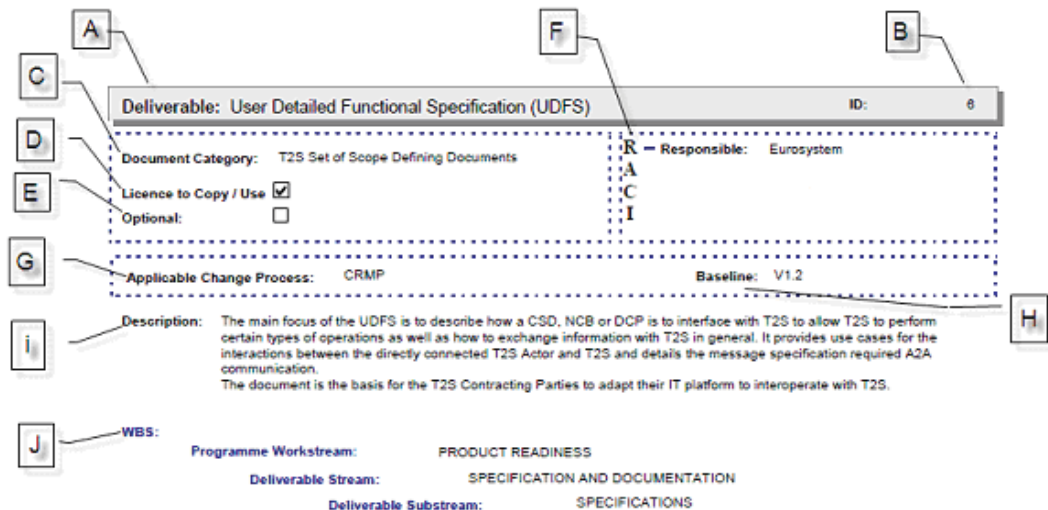 A
F
B
C
Deliverable: User Detailed Functional Specification (UDFS) ID: 6
D
Document Category: T2S Set of Scope Defining Documents
R – Responsible: Eurosystem
A
C
I
E
Licence to Copy / Use
Optional:
G
Applicable Change Process: CRMP Baseline: V1.2
H
i
Description: The main focus of the UDFS is to describe how a CSD, NCB or DCP is to interface with T2S to allow T2S to perform
certain types of operations as well as how to exchange information with T2S in general. It provides use cases for the
interactions between the directly connected T2S Actor and T2S and details the message specification required A2A
communication.
The document is the basis for the T2S Contracting Parties to adapt their IT platform to interoperate with T2S.
J
WBS:
Programme Workstream: PRODUCT READINESS
Deliverable Stream: SPECIFICATION AND DOCUMENTATION
Deliverable Substream: SPECIFICATIONS